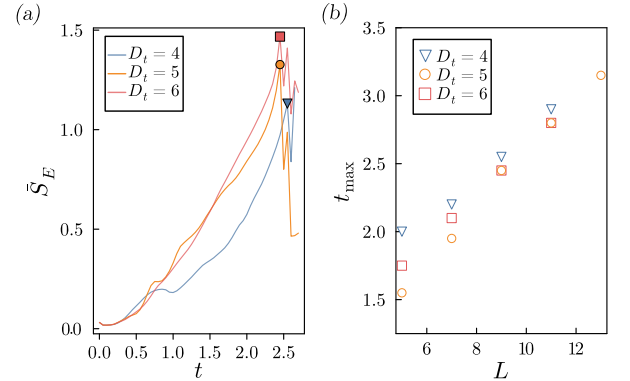 (a)
1.5
1.0
0.5
0.0
S̄_E
D_t = 4
D_t = 5
D_t = 6
0.0 0.5 1.0 1.5 2.0 2.5
t
(b)
3.5
3.0
2.5
2.0
1.5
t_max
D_t = 4
D_t = 5
D_t = 6
6 8 10 12
L